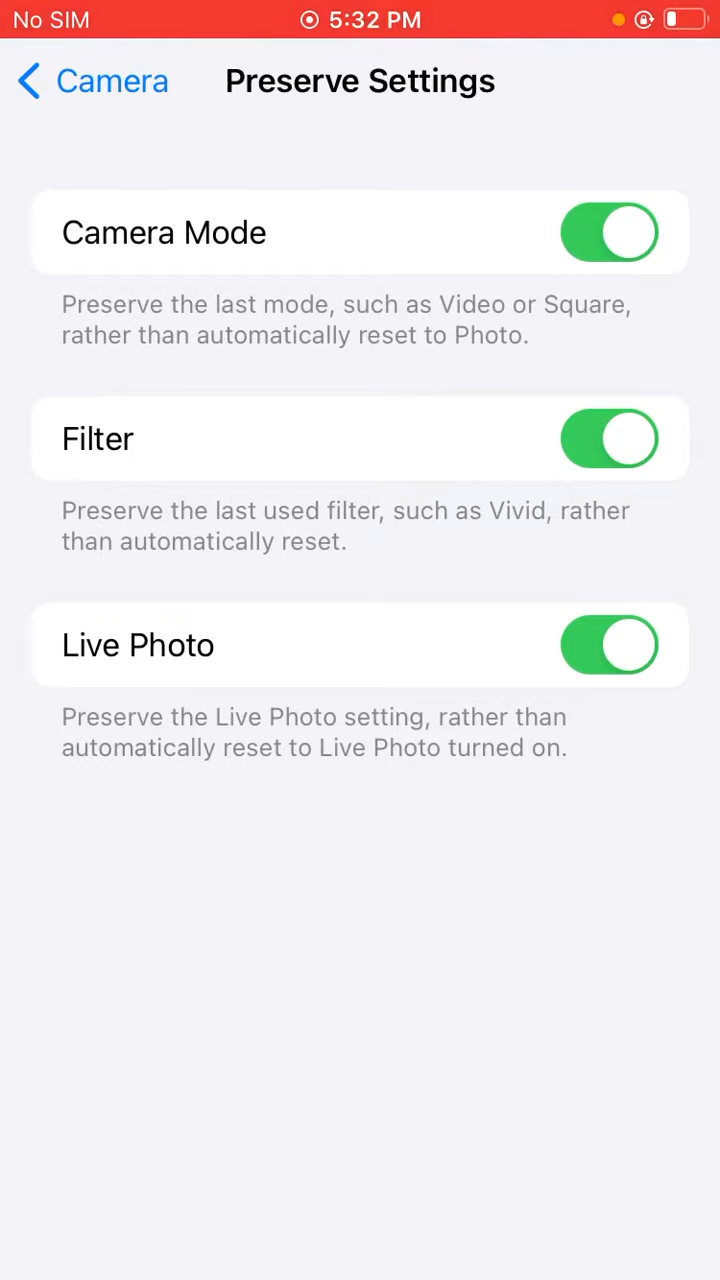 No SIM 5:32 PM
Camera Preserve Settings
Camera Mode
Preserve the last mode, such as Video or Square,
rather than automatically reset to Photo.
Filter
Preserve the last used filter, such as Vivid, rather
than automatically reset.
Live Photo
Preserve the Live Photo setting, rather than
automatically reset to Live Photo turned on.